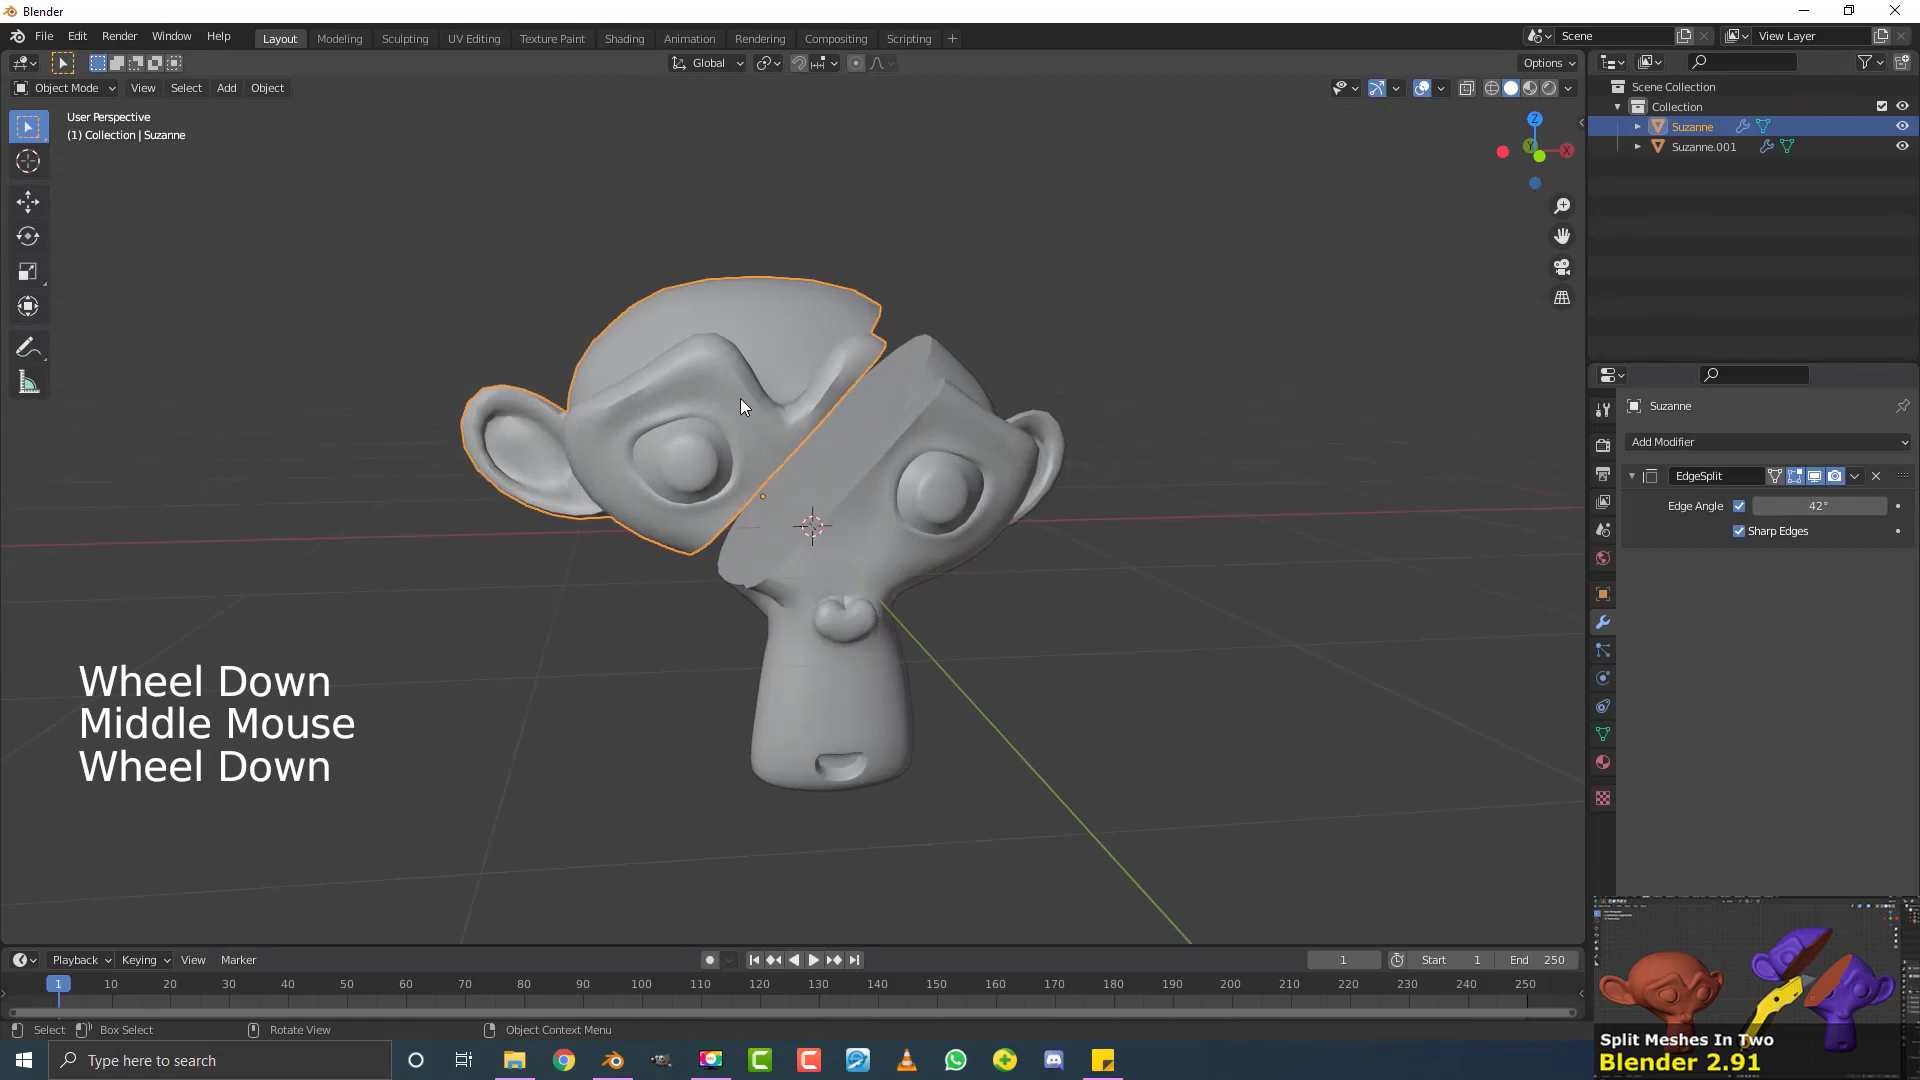 Blender
File Edit Render Window Help
Layout Modeling Sculpting UV Editing Texture Paint Shading Animation Rendering Compositing Scripting +
Scene
View Layer
Global
Options
Object Mode View Select Add Object
User Perspective
(1) Collection | Suzanne
Z
Y
X
Scene Collection
Collection
Suzanne
Suzanne.001
Suzanne
Add Modifier
EdgeSplit
Edge Angle 42°
Sharp Edges
Wheel Down
Middle Mouse
Wheel Down
Playback Keying View Marker
1
Start 1
End 250
1 10 20 30 40 50 60 70 80 90 100 110 120 130 140 150 160 170 180 190 200 210 220 230 240 250
Select Box Select Rotate View Object Context Menu
Type here to search
Split Meshes In Two
Blender 2.91